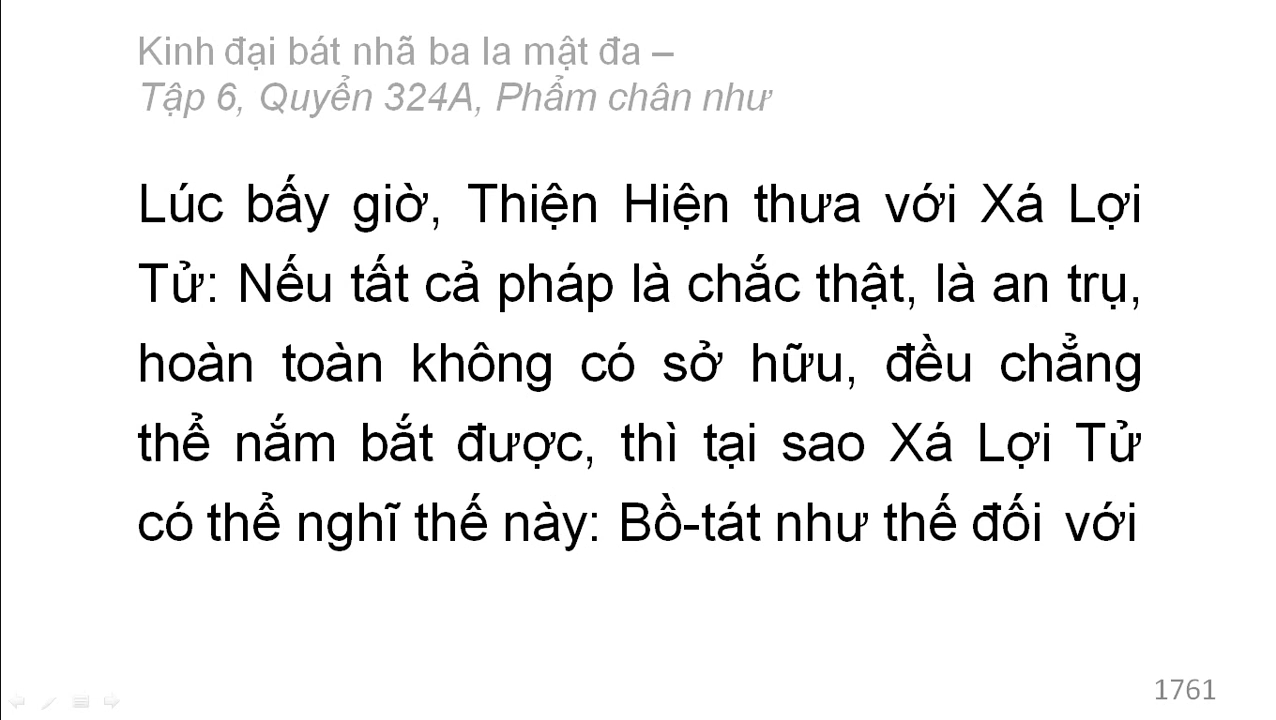 Kinh đại bát nhã ba la mật đa –
Tập 6, Quyển 324A, Phẩm chân như
Lúc bấy giờ, Thiện Hiện thưa với Xá Lợi
Tử: Nếu tất cả pháp là chắc thật, là an trụ,
hoàn toàn không có sở hữu, đều chẳng
thể nắm bắt được, thì tại sao Xá Lợi Tử
có thể nghĩ thế này: Bồ-tát như thế đối với
1761